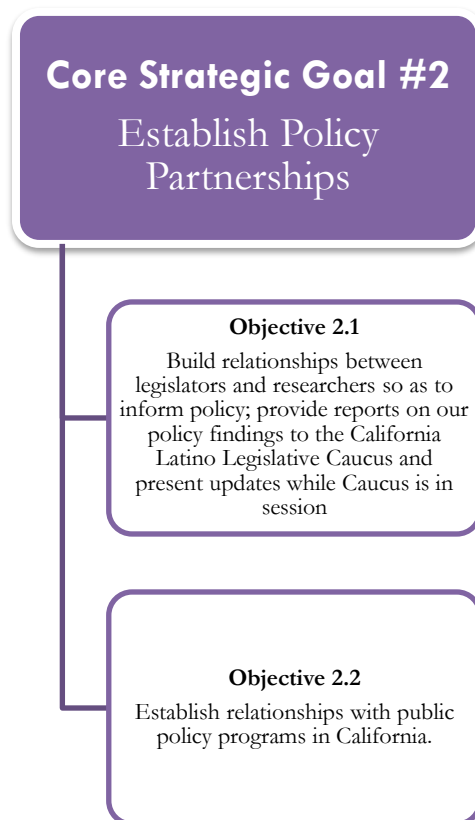 Core Strategic Goal #2
Establish Policy
Partnerships
Objective 2.1
Build relationships between
legislators and researchers so as to
inform policy; provide reports on our
policy findings to the California
Latino Legislative Caucus and
present updates while Caucus is in
session
Objective 2.2
Establish relationships with public
policy programs in California.